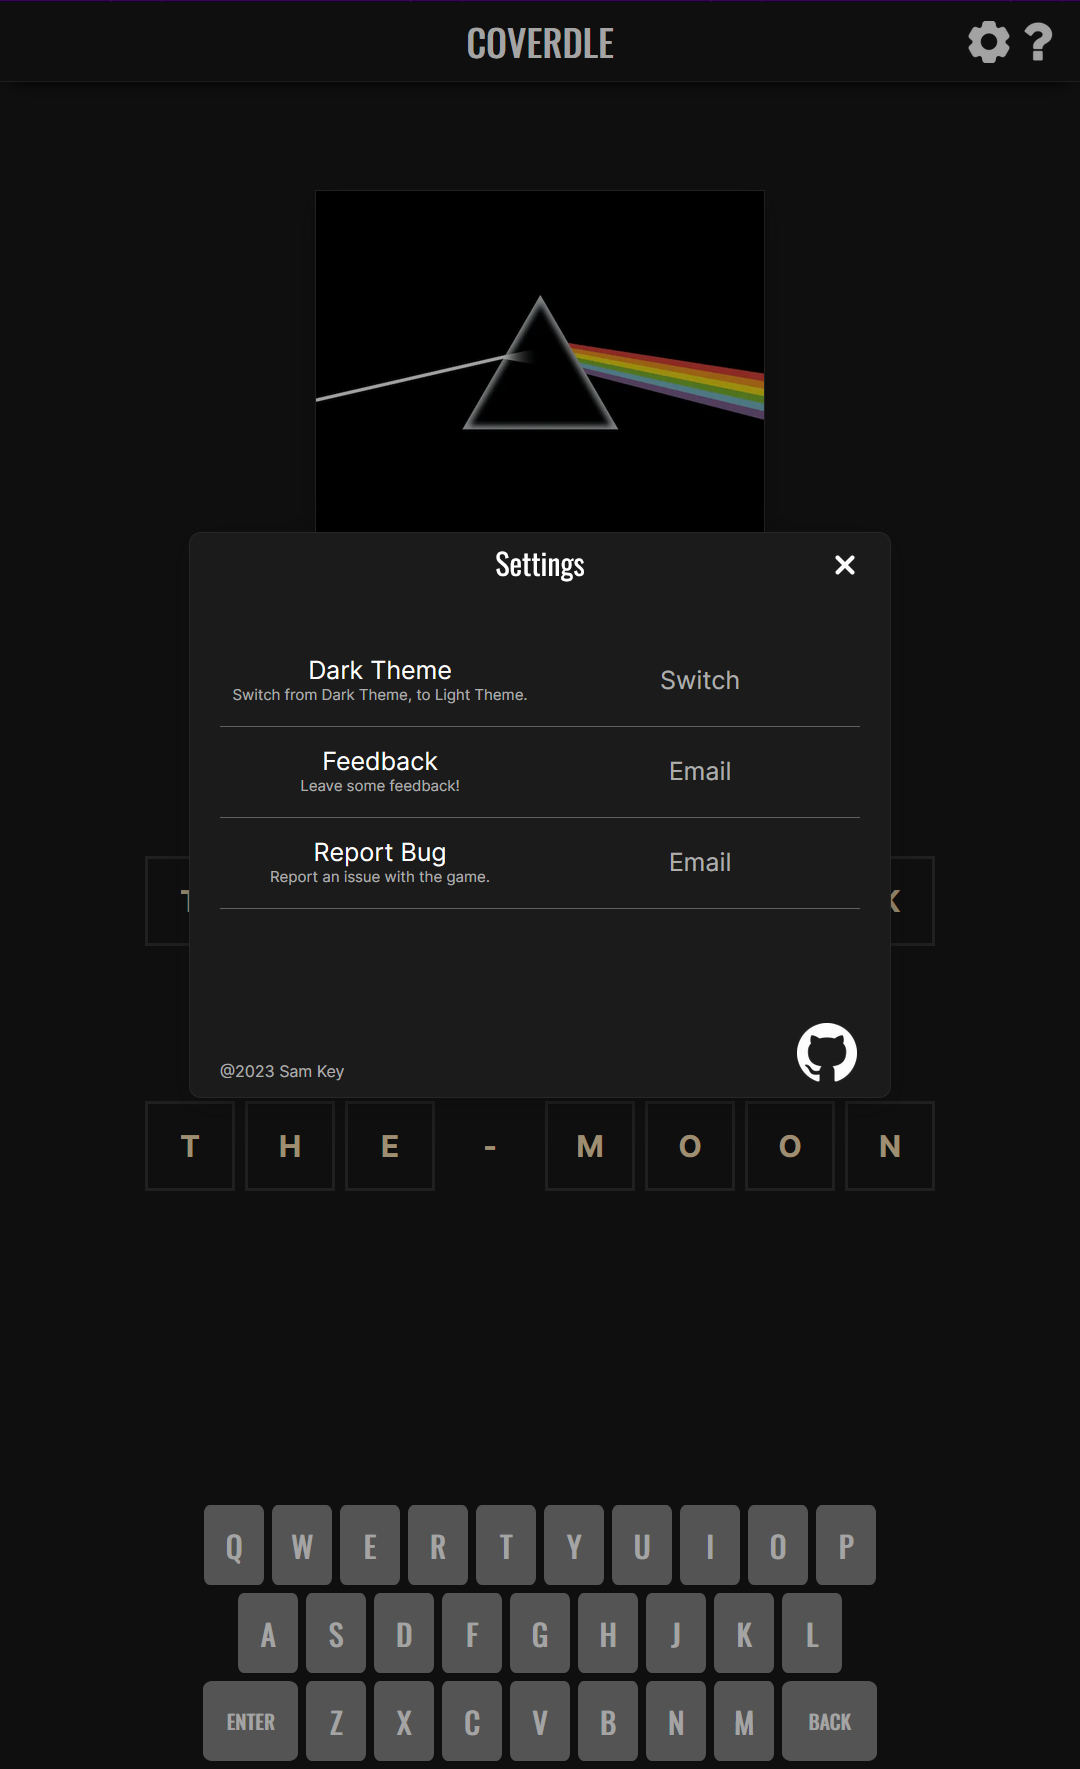 COVERDLE
Settings
Dark Theme
Switch from Dark Theme, to Light Theme.
Switch
Feedback
Leave some feedback!
Email
Report Bug
Report an issue with the game.
Email
T K
@2023 Sam Key
T H E - M O O N
Q W E R T Y U I O P
A S D F G H J K L
ENTER Z X C V B N M BACK